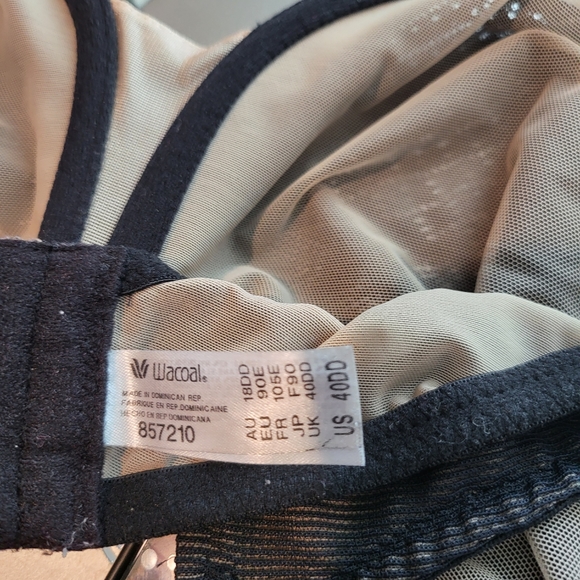 Wacoal®
MADE IN DOMINICAN REP.
FABRIQUE EN REP. DOMINICAINE
HECHO EN REP DOMINICANA
857210
AU 18DD
EU 90E
FR 105E
JP F90
UK 40DD
US 40DD